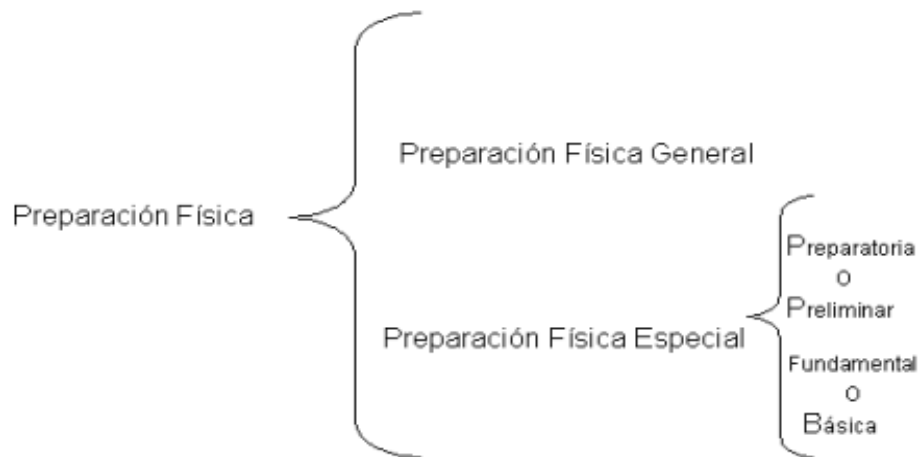 Preparación Física
Preparación Física General
Preparación Física Especial
Preparatoria
O
Preliminar
Fundamental
O
Básica